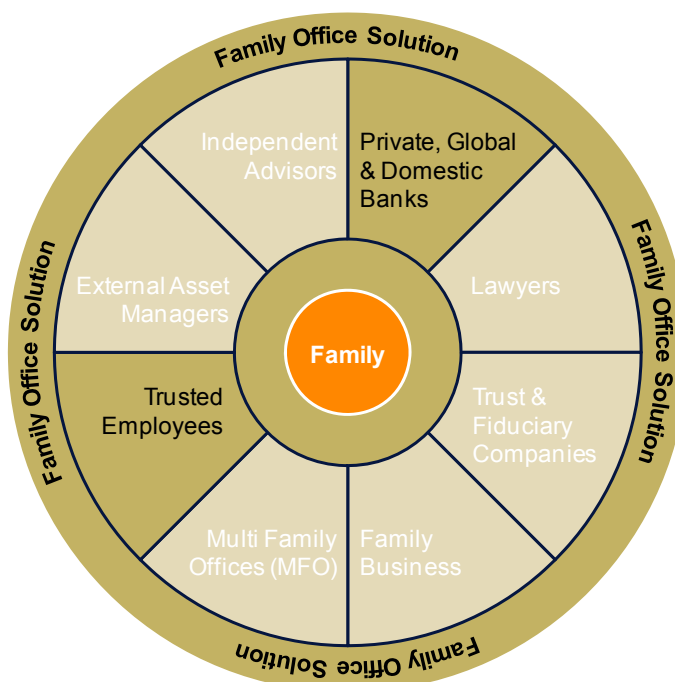 Family Office Solution
Independent
Advisors
Private, Global
& Domestic
Banks
External Asset
Managers
Lawyers
Family Office Solution
Family
Family Office Solution
Trusted
Employees
Trust &
Fiduciary
Companies
Multi Family
Offices (MFO)
Family
Business
Family Office Solution